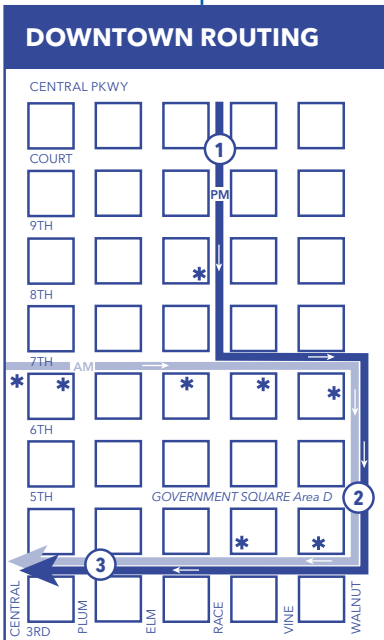 DOWNTOWN ROUTING
CENTRAL PKWY
1
COURT
PM
9TH
8TH
7TH
AM
6TH
5TH
GOVERNMENT SQUARE Area D
2
3
CENTRAL
3RD
PLUM
ELM
RACE
VINE
WALNUT